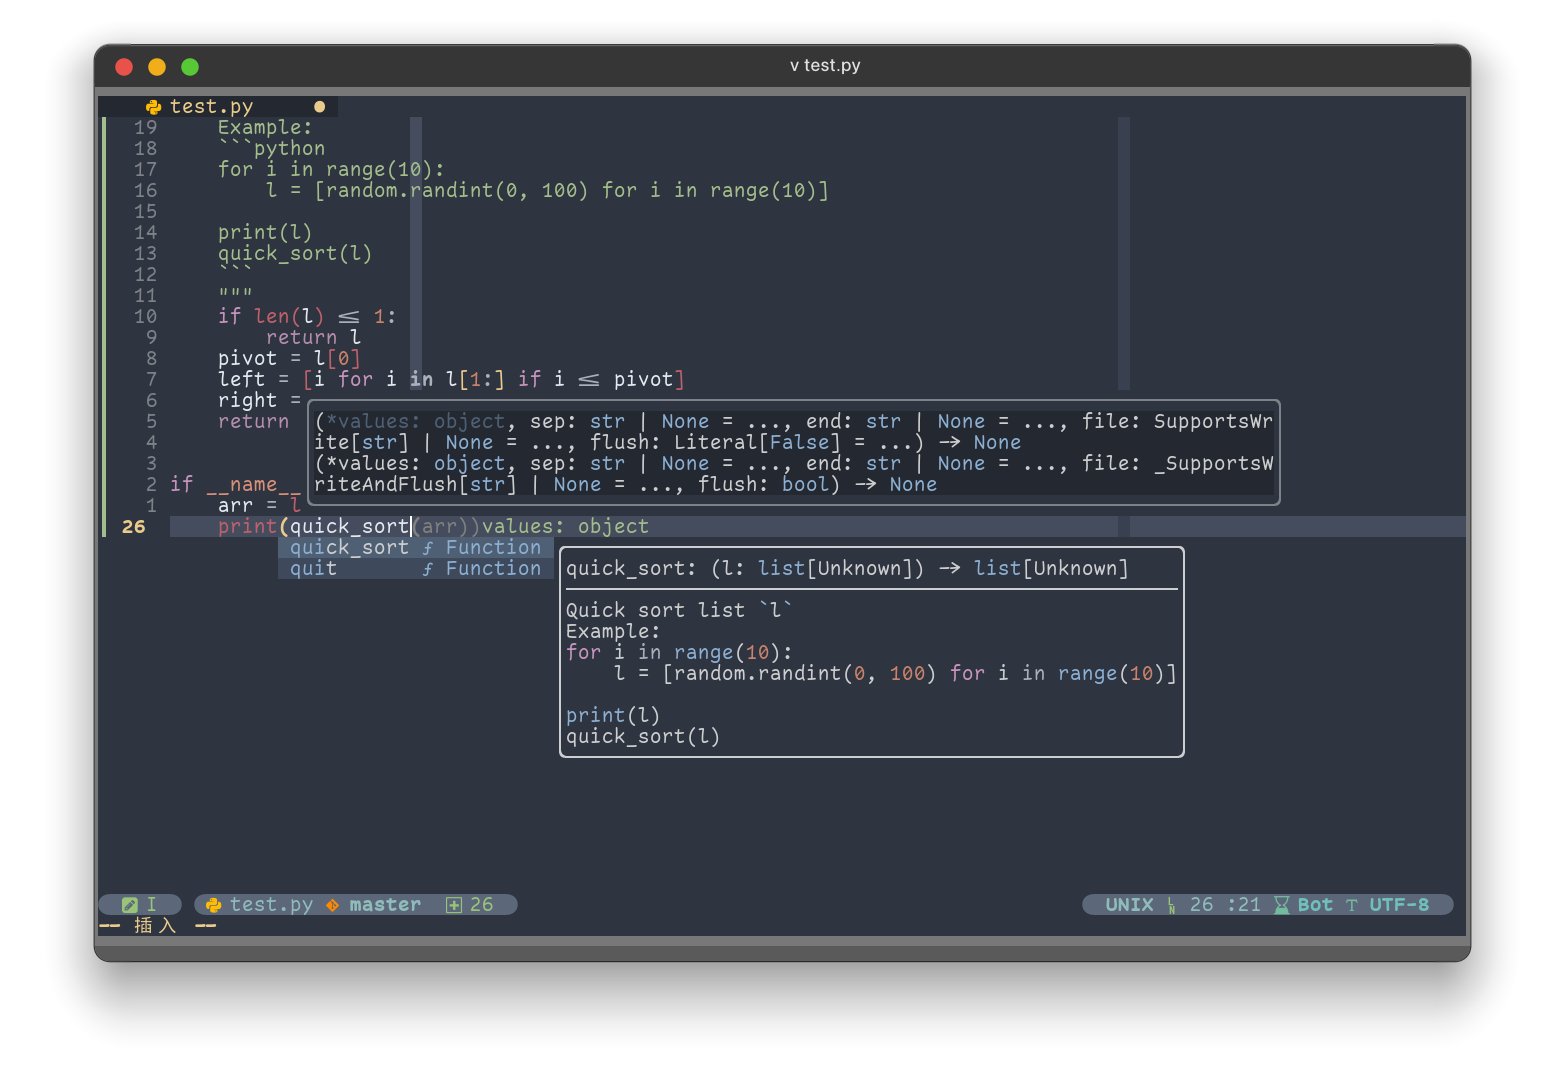 v test.py
test.py
19 Example:
18 ```python
17 for i in range(10):
16 l = [random.randint(0, 100) for i in range(10)]
15
14 print(l)
13 quick_sort(l)
12 ```
11 """
10 if len(l) ≤ 1:
9 return l
8 pivot = l[0]
7 left = [i for i in l[1:] if i ≤ pivot]
6 right =
5 return
4
3
2 if __name__
1 arr = l
26 print(quick_sort(arr))values: object
(*values: object, sep: str | None = ..., end: str | None = ..., file: SupportsWr
ite[str] | None = ..., flush: Literal[False] = ...) → None
(*values: object, sep: str | None = ..., end: str | None = ..., file: _SupportsW
riteAndFlush[str] | None = ..., flush: bool) → None
quick_sort ƒ Function
quit ƒ Function
quick_sort: (l: list[Unknown]) → list[Unknown]
Quick sort list `l`
Example:
for i in range(10):
l = [random.randint(0, 100) for i in range(10)]
print(l)
quick_sort(l)
I test.py master 26 UNIX LN 26 :21 Bot T UTF-8
-- 插入 --